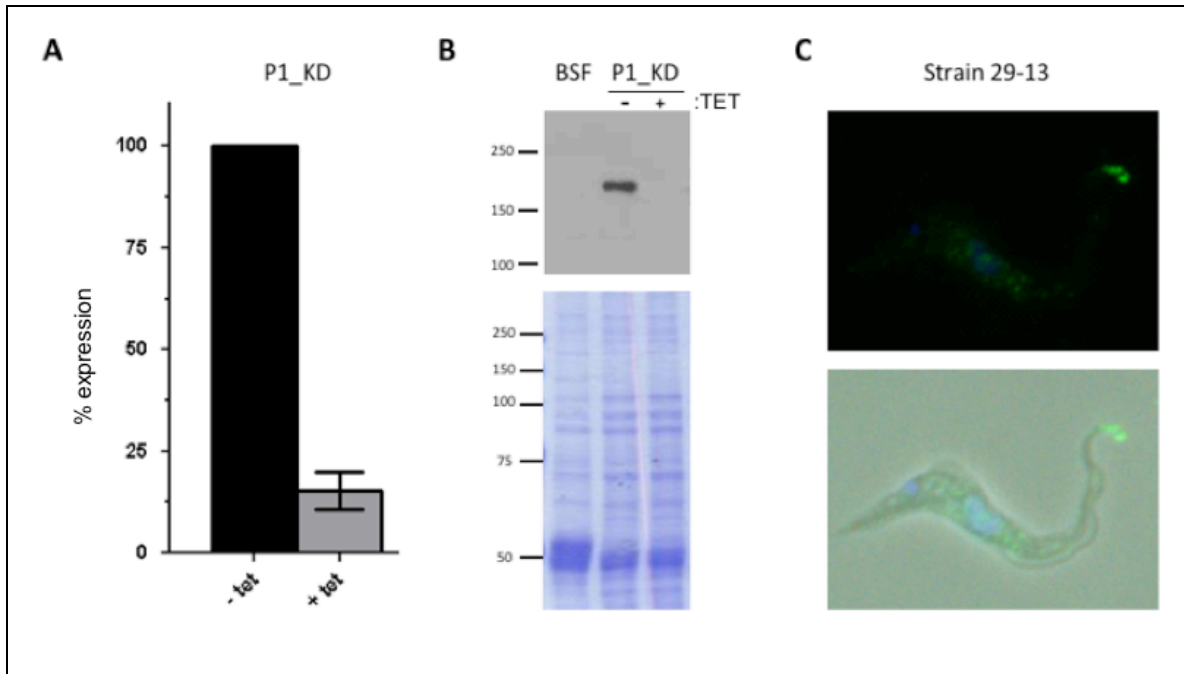 A
P1_KD
100
75
50
25
0
% expression
- tet
+ tet
B
BSF P1_KD
- + :TET
250
150
100
250
150
100
75
50
C
Strain 29-13